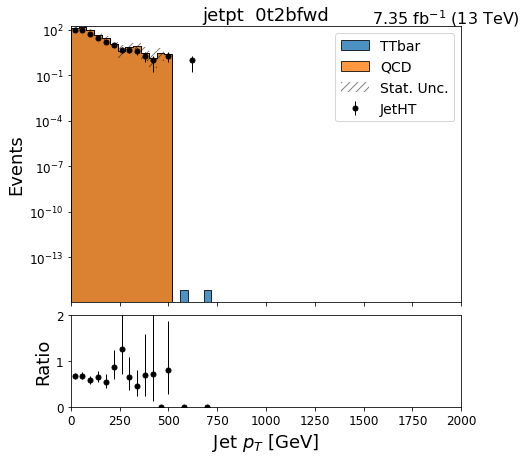 jetpt 0t2bfwd
7.35 fb⁻¹ (13 TeV)
TTbar
QCD
Stat. Unc.
JetHT
Events
10²
10⁻¹
10⁻⁴
10⁻⁷
10⁻¹⁰
10⁻¹³
Ratio
2
1
0
0 250 500 750 1000 1250 1500 1750 2000
Jet p_T [GeV]